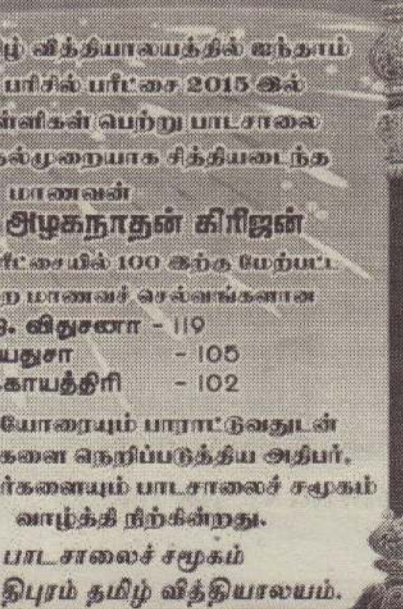 ழ் வித்தியாலயத்தில் ஐந்தாம்
பரிசில் பரீட்சை 2015 இல்
ள்ளிகள் பெற்று பாடசாலை
தல்முறையாக சித்தியடைந்த
மாணவன்
அழகநாதன் கிரிஜன்
ரீட்சையில் 100 இற்கு மேற்பட்ட
ற மாணவச் செல்வங்களான
விதுசனா - 119
யதுசா - 105
காயத்திரி - 102
யோரையும் பாராட்டுவதுடன்
களை நெறிப்படுத்திய அதிபர்,
ர்களையும் பாடசாலைச் சமூகம்
வாழ்த்தி நிற்கின்றது.
பாடசாலைச் சமூகம்
திபுரம் தமிழ் வித்தியாலயம்.